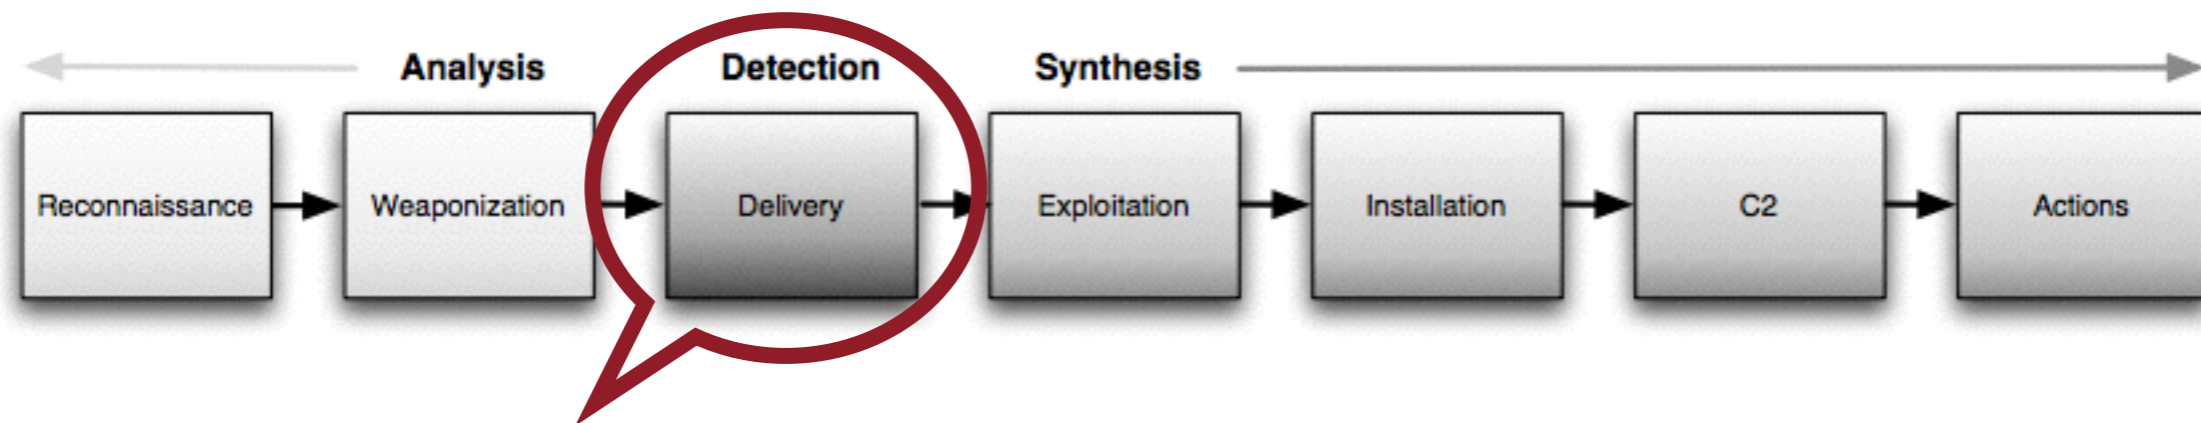 Analysis Detection Synthesis
Reconnaissance Weaponization Delivery Exploitation Installation C2 Actions